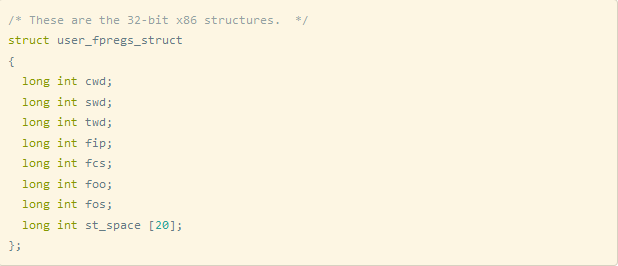 /* These are the 32-bit x86 structures.  */
struct user_fpregs_struct
{
  long int cwd;
  long int swd;
  long int twd;
  long int fip;
  long int fcs;
  long int foo;
  long int fos;
  long int st_space [20];
};